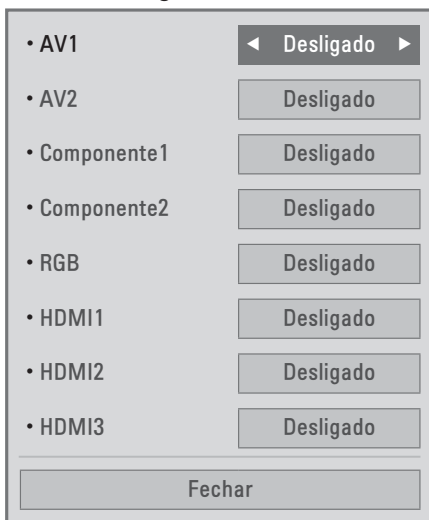 • AV1 ◄ Desligado ►
• AV2 Desligado
• Componente1 Desligado
• Componente2 Desligado
• RGB Desligado
• HDMI1 Desligado
• HDMI2 Desligado
• HDMI3 Desligado
Fechar